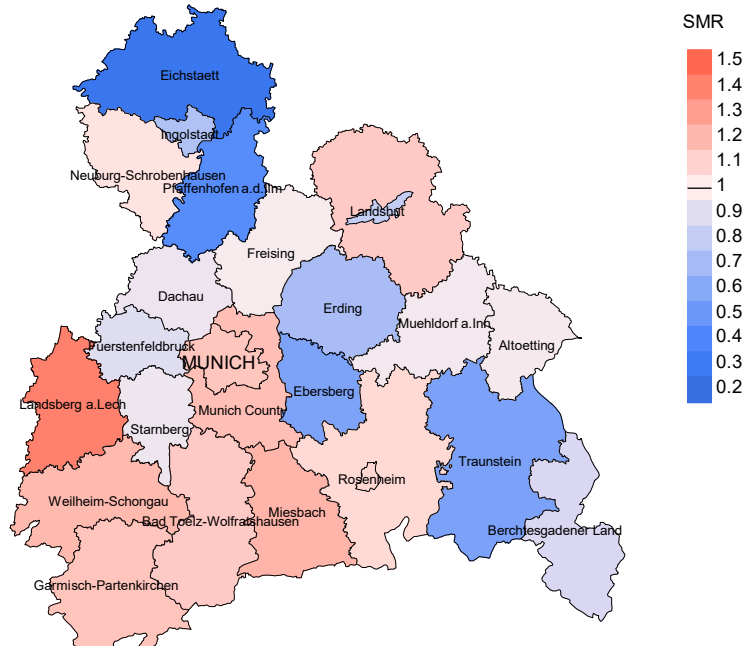 SMR
1.5
1.4
1.3
1.2
1.1
1
0.9
0.8
0.7
0.6
0.5
0.4
0.3
0.2
Eichstaett
Ingolstadt
Neuburg-Schrobenhausen
Pfaffenhofen a.d.Ilm
Landshut
Freising
Dachau
Erding
Muehldorf a.Inn
Altoetting
Fuerstenfeldbruck
MUNICH
Ebersberg
Landsberg a.Lech
Munich County
Starnberg
Traunstein
Rosenheim
Weilheim-Schongau
Miesbach
Bad Toelz-Wolfratshausen
Berchtesgadener Land
Garmisch-Partenkirchen